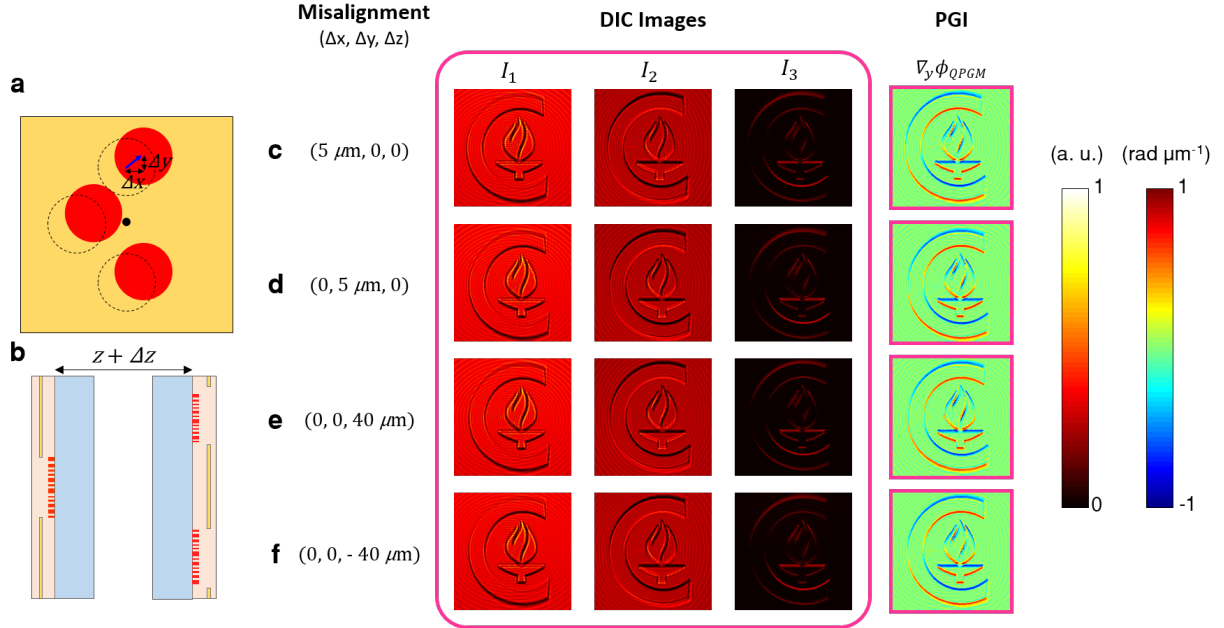 Misalignment
(Δx, Δy, Δz)
DIC Images
PGI
a
Δy
Δx
I₁
I₂
I₃
∇yϕQPGM
c
(5 μm, 0, 0)
d
(0, 5 μm, 0)
b
z + Δz
e
(0, 0, 40 μm)
f
(0, 0, - 40 μm)
(a. u.)
(rad μm⁻¹)
1
1
0
-1